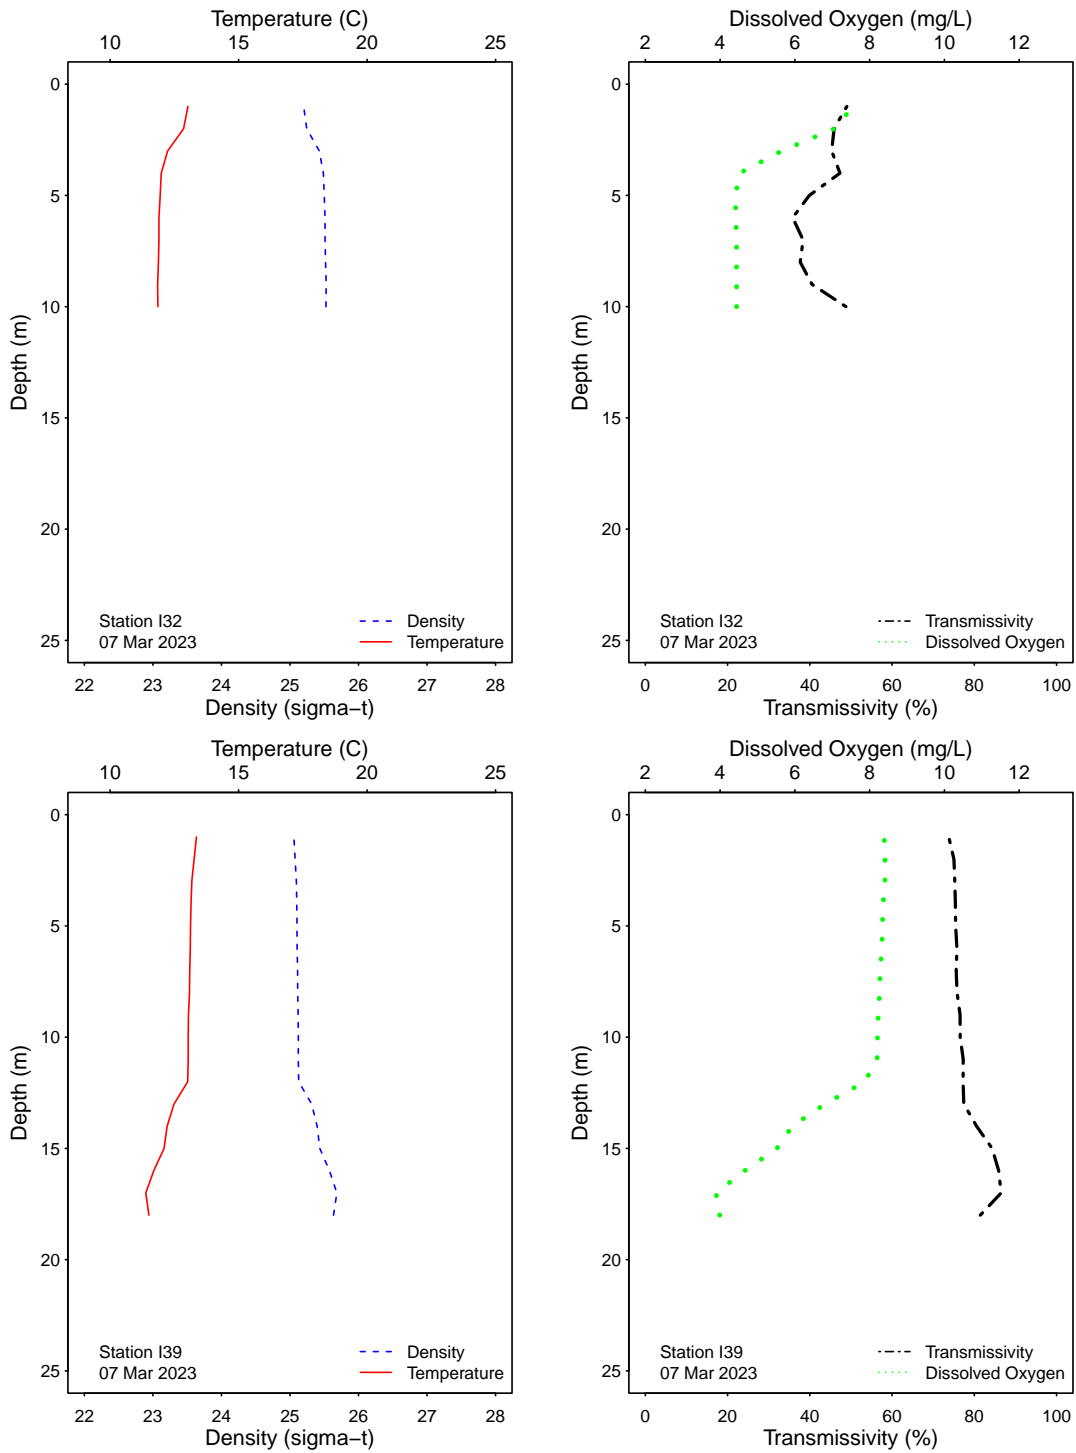 Temperature (C)
10 15 20 25
0
5
10
15
20
25
Depth (m)
Station I32
07 Mar 2023
Density
Temperature
22 23 24 25 26 27 28
Density (sigma−t)
Dissolved Oxygen (mg/L)
2 4 6 8 10 12
0
5
10
15
20
25
Depth (m)
Station I32
07 Mar 2023
Transmissivity
Dissolved Oxygen
0 20 40 60 80 100
Transmissivity (%)
Temperature (C)
10 15 20 25
0
5
10
15
20
25
Depth (m)
Station I39
07 Mar 2023
Density
Temperature
22 23 24 25 26 27 28
Density (sigma−t)
Dissolved Oxygen (mg/L)
2 4 6 8 10 12
0
5
10
15
20
25
Depth (m)
Station I39
07 Mar 2023
Transmissivity
Dissolved Oxygen
0 20 40 60 80 100
Transmissivity (%)